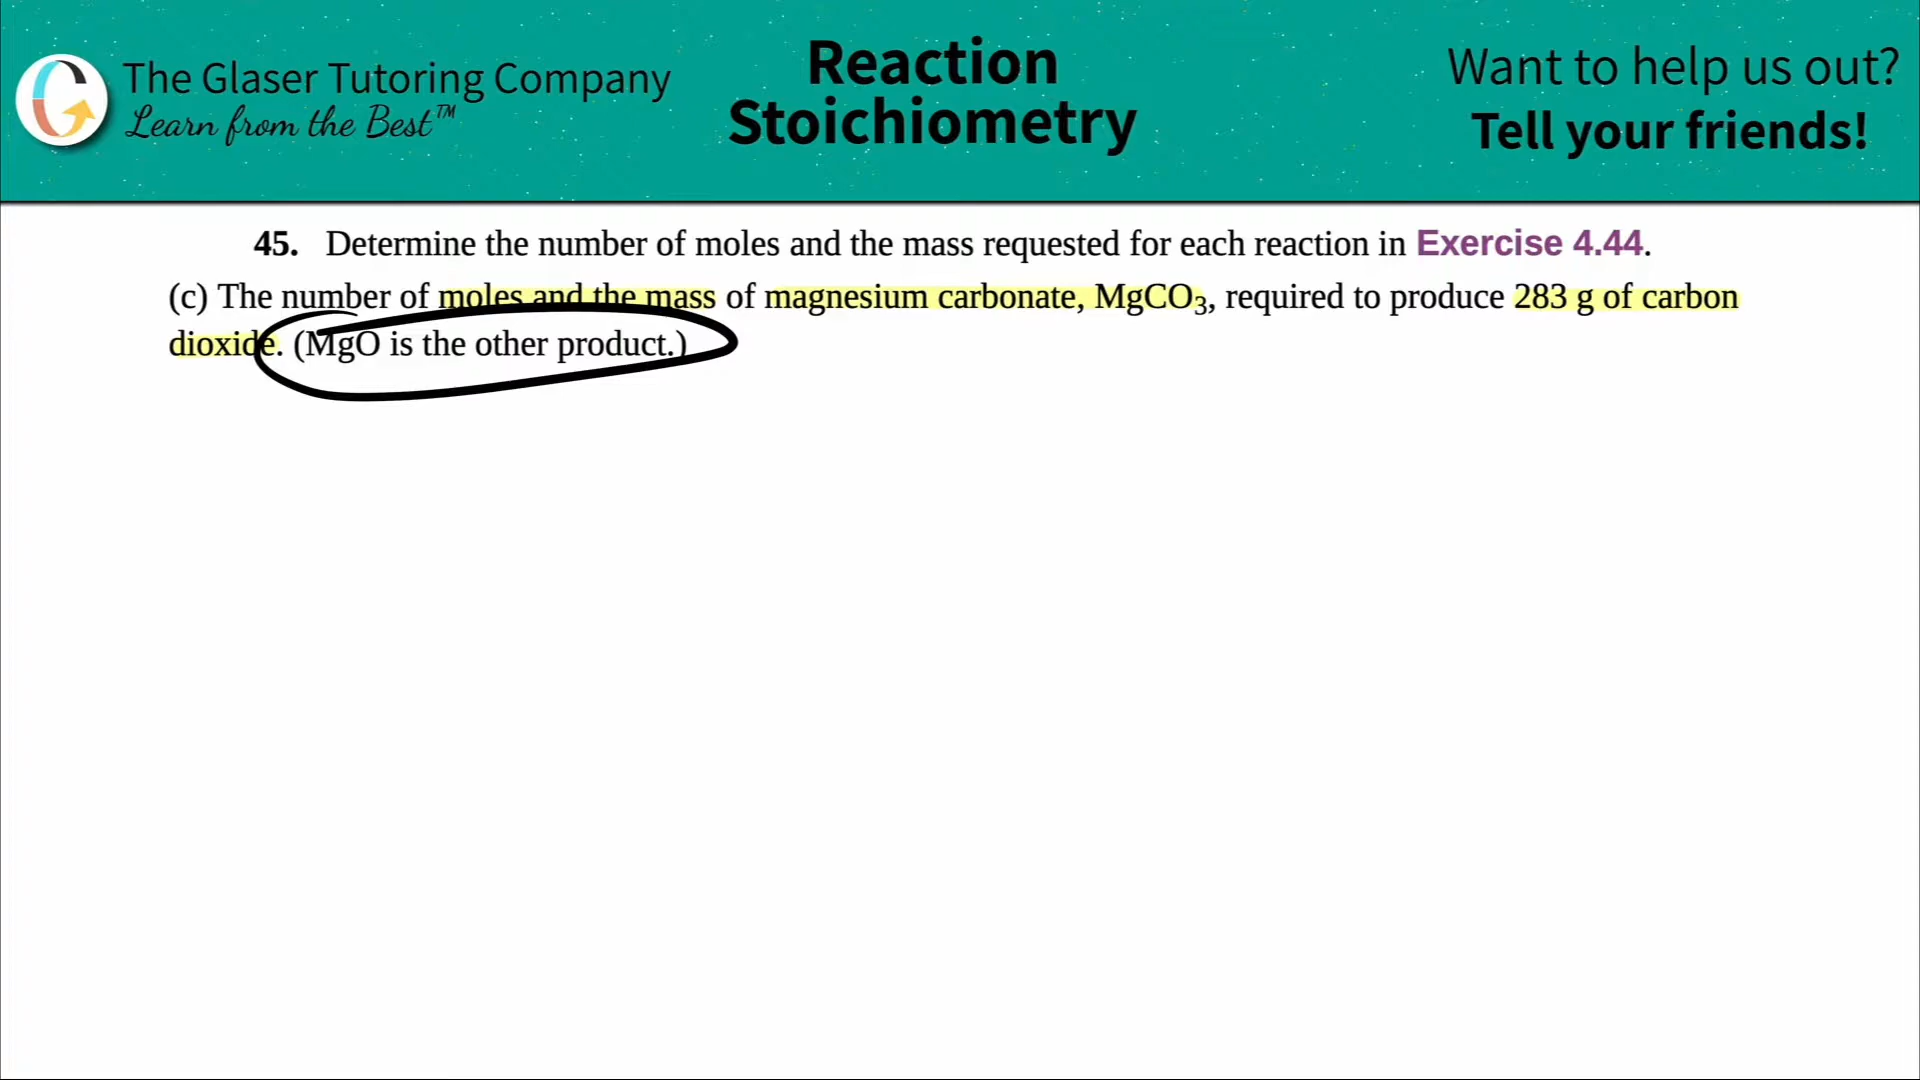 The Glaser Tutoring Company
Learn from the Best™
Reaction
Stoichiometry
Want to help us out?
Tell your friends!
45. Determine the number of moles and the mass requested for each reaction in Exercise 4.44.
(c) The number of moles and the mass of magnesium carbonate, MgCO₃, required to produce 283 g of carbon
dioxide. (MgO is the other product.)